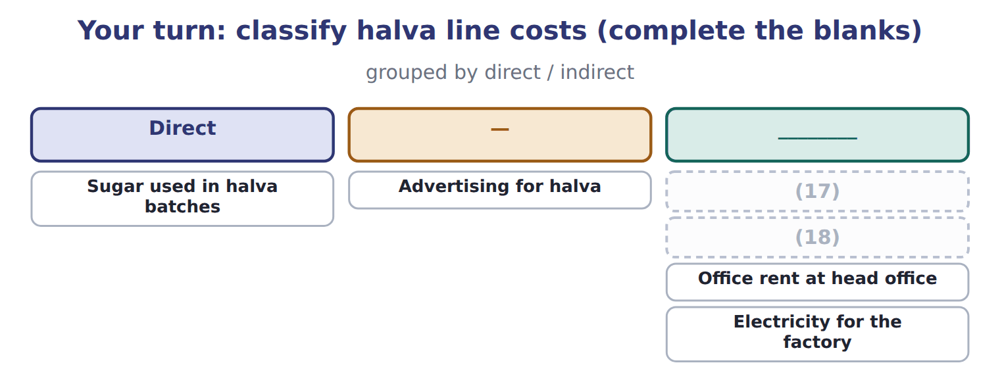 Your turn: classify halva line costs (complete the blanks)
grouped by direct / indirect
Direct
Sugar used in halva
batches
—
Advertising for halva
________
(17)
(18)
Office rent at head office
Electricity for the
factory